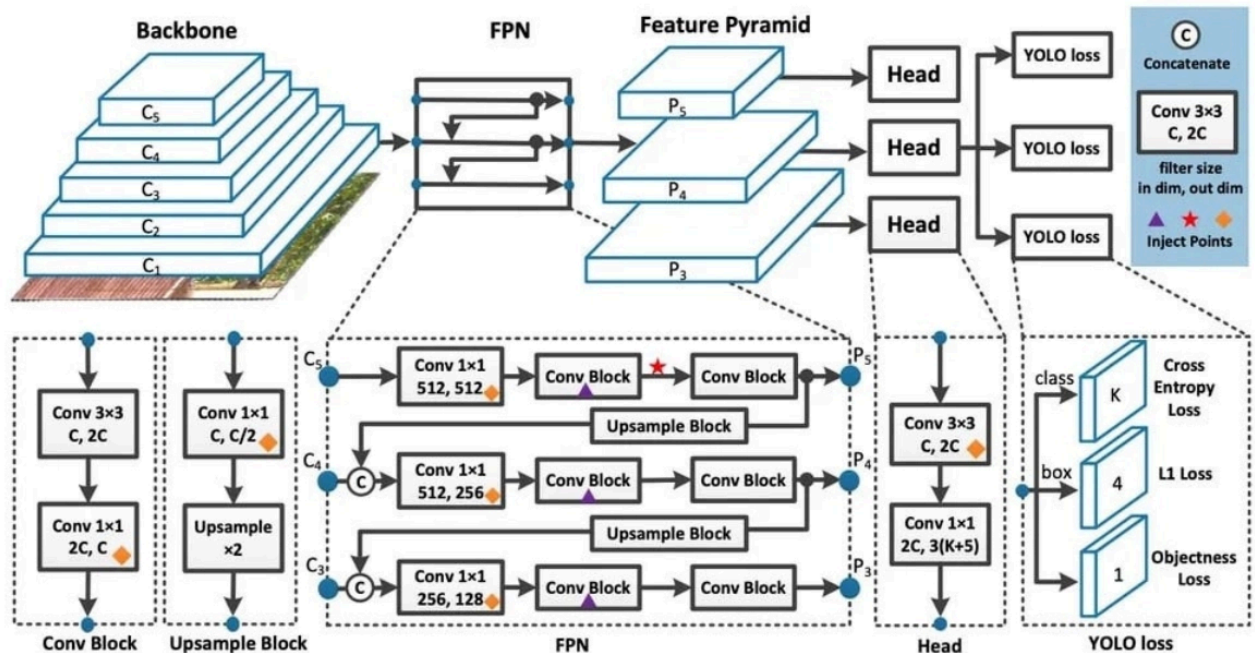 Backbone
FPN
Feature Pyramid
C5
C4
C3
C2
C1
P5
P4
P3
Head
Head
Head
YOLO loss
YOLO loss
YOLO loss
C
Concatenate
Conv 3×3
C, 2C
filter size
in dim, out dim
Inject Points
Conv 3×3
C, 2C
Conv 1×1
2C, C
Conv Block
Conv 1×1
C, C/2
Upsample
×2
Upsample Block
C5
Conv 1×1
512, 512
Conv Block
Conv Block
P5
Upsample Block
C4
C
Conv 1×1
512, 256
Conv Block
Conv Block
P4
Upsample Block
C3
C
Conv 1×1
256, 128
Conv Block
Conv Block
P3
FPN
Conv 3×3
C, 2C
Conv 1×1
2C, 3(K+5)
Head
class
K
Cross
Entropy
Loss
box
4
L1 Loss
1
Objectness
Loss
YOLO loss